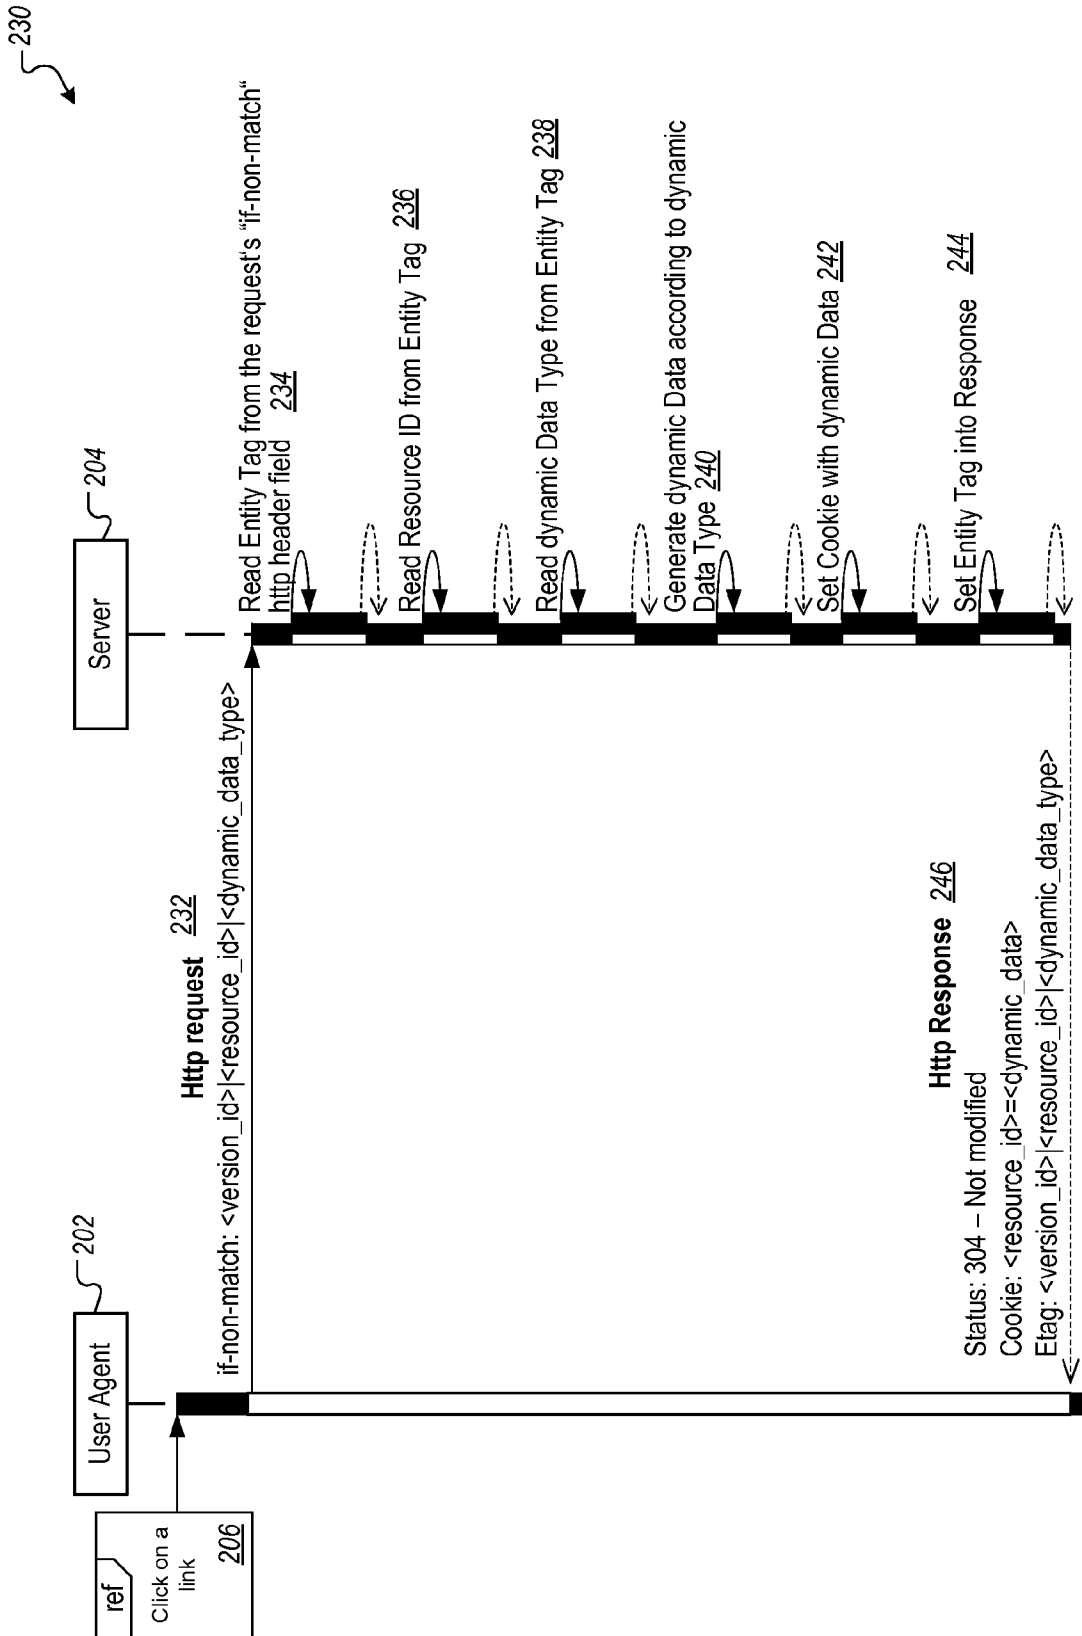 230
User Agent
202
Server
204
ref
Click on a
link
206
Http request 232
if-non-match: <version_id>|<resource_id>|<dynamic_data_type>
Read Entity Tag from the request's "if-non-match"
http header field 234
Read Resource ID from Entity Tag 236
Read dynamic Data Type from Entity Tag 238
Generate dynamic Data according to dynamic
Data Type 240
Set Cookie with dynamic Data 242
Set Entity Tag into Response 244
Http Response 246
Status: 304 – Not modified
Cookie: <resource_id>=<dynamic_data>
Etag: <version_id>|<resource_id>|<dynamic_data_type>